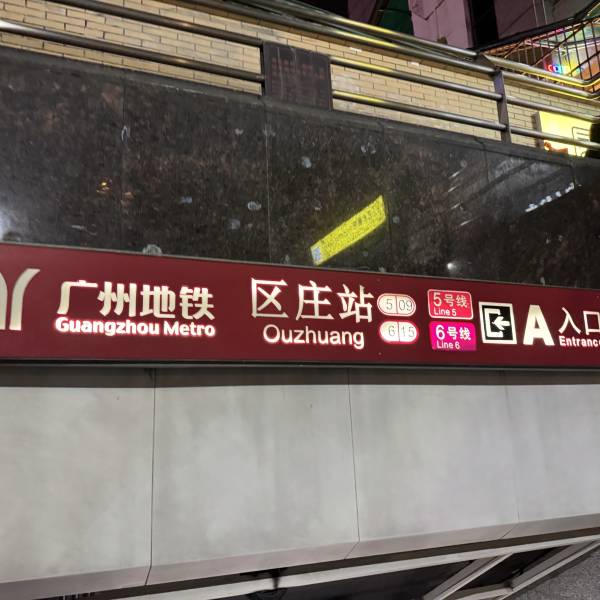 广州地铁
Guangzhou Metro
区庄站
Ouzhuang
5 09
6 15
5号线
Line 5
6号线
Line 6
A
入口
Entrance